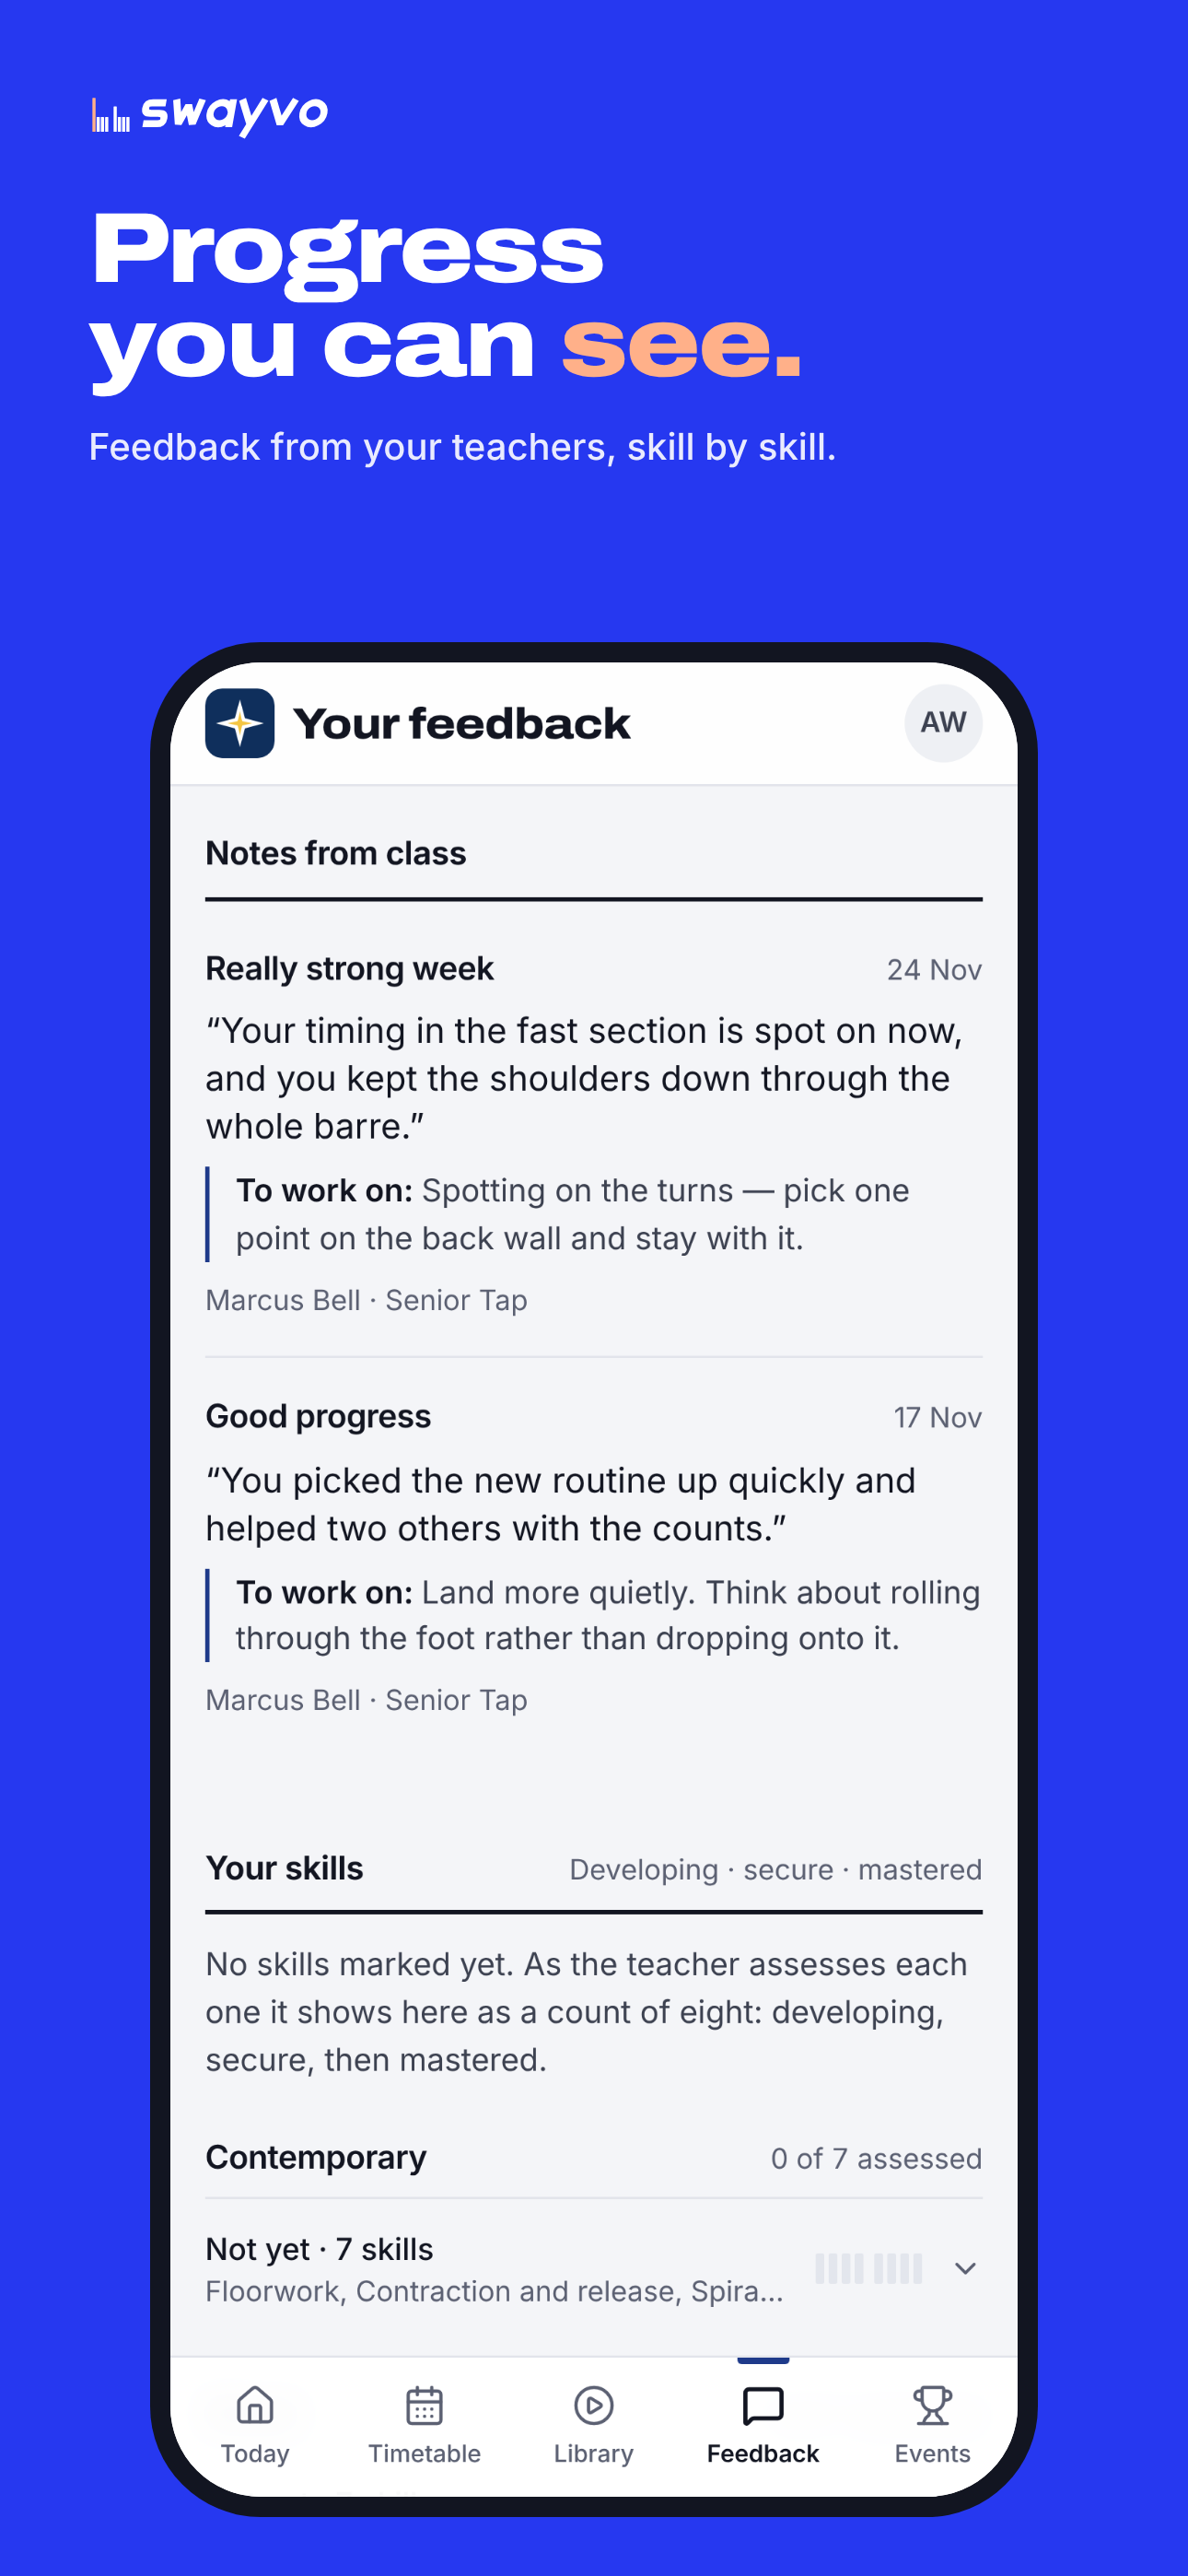 swayvo
Progress
you can see.
Feedback from your teachers, skill by skill.
Your feedback
AW
Notes from class
Really strong week
24 Nov
“Your timing in the fast section is spot on now,
and you kept the shoulders down through the
whole barre.”
To work on: Spotting on the turns — pick one
point on the back wall and stay with it.
Marcus Bell · Senior Tap
Good progress
17 Nov
“You picked the new routine up quickly and
helped two others with the counts.”
To work on: Land more quietly. Think about rolling
through the foot rather than dropping onto it.
Marcus Bell · Senior Tap
Your skills
Developing · secure · mastered
No skills marked yet. As the teacher assesses each
one it shows here as a count of eight: developing,
secure, then mastered.
Contemporary
0 of 7 assessed
Not yet · 7 skills
Floorwork, Contraction and release, Spira...
Today
Timetable
Library
Feedback
Events